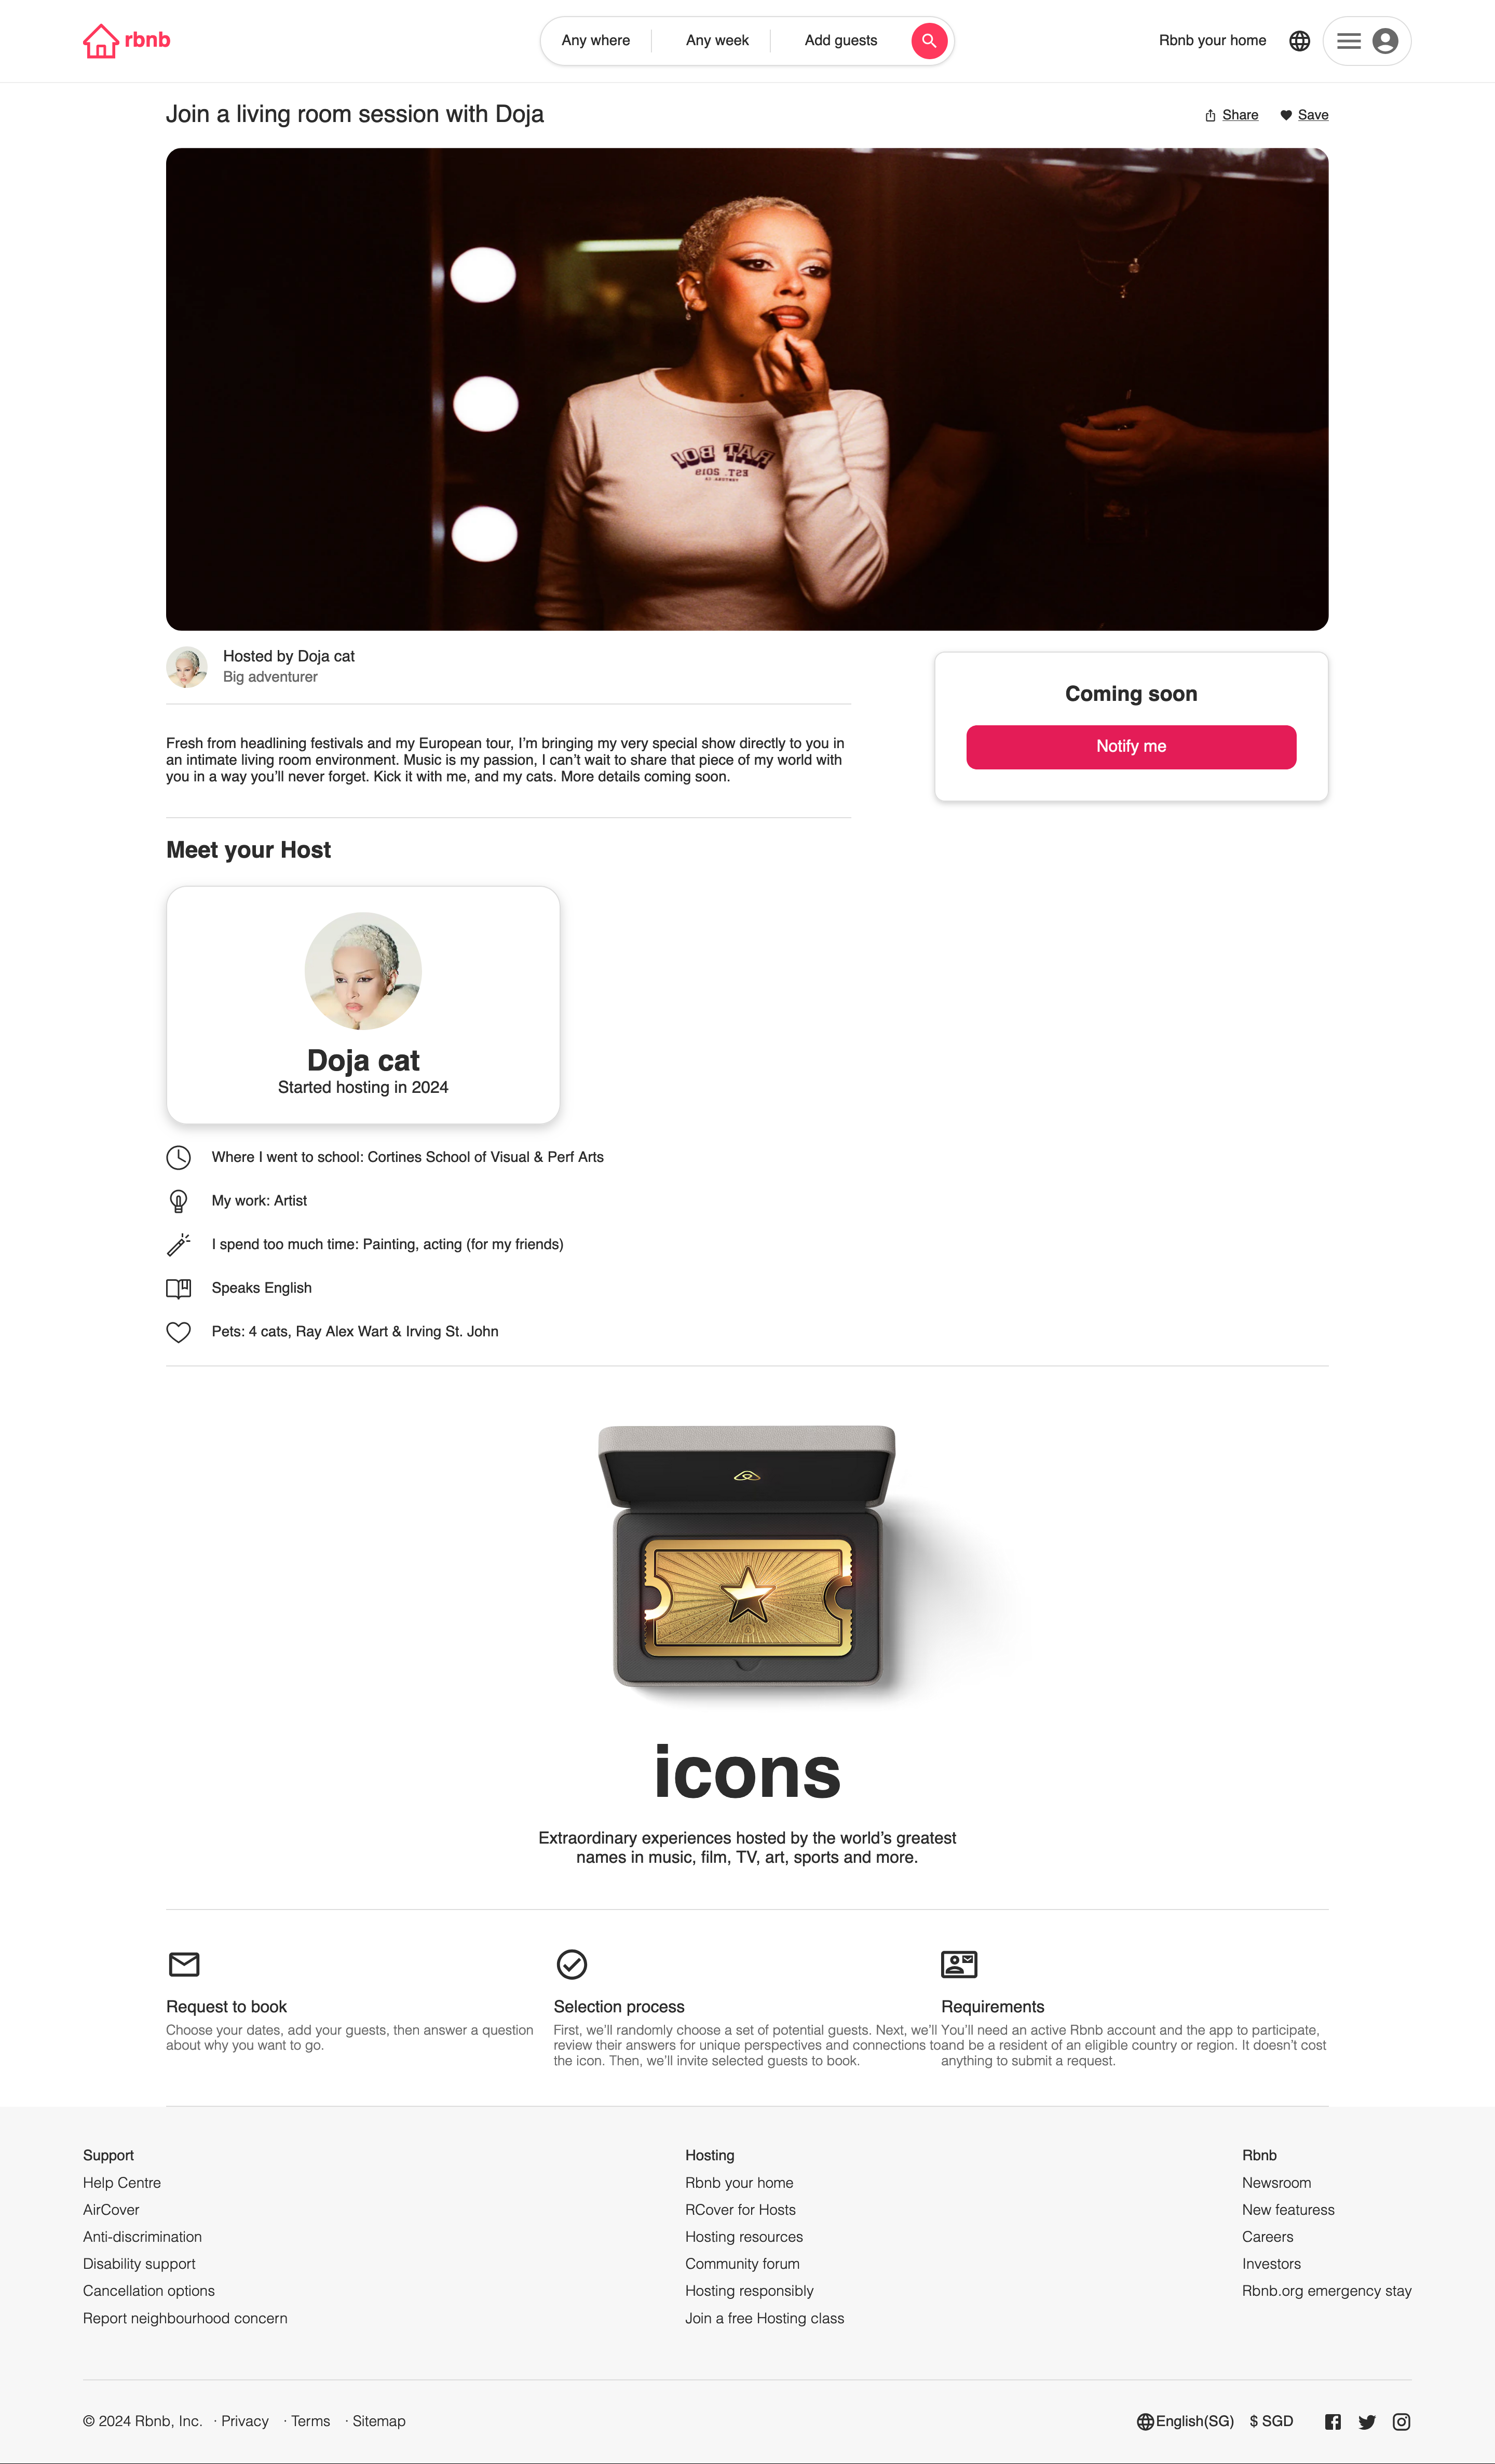 rbnb
Any where
Any week
Add guests
Rbnb your home
Join a living room session with Doja
Share
Save
RAT BOI
EST. 2019
Hosted by Doja cat
Big adventurer
Fresh from headlining festivals and my European tour, I’m bringing my very special show directly to you in
an intimate living room environment. Music is my passion, I can’t wait to share that piece of my world with
you in a way you’ll never forget. Kick it with me, and my cats. More details coming soon.
Coming soon
Notify me
Meet your Host
Doja cat
Started hosting in 2024
Where I went to school: Cortines School of Visual & Perf Arts
My work: Artist
I spend too much time: Painting, acting (for my friends)
Speaks English
Pets: 4 cats, Ray Alex Wart & Irving St. John
icons
Extraordinary experiences hosted by the world’s greatest
names in music, film, TV, art, sports and more.
Request to book
Choose your dates, add your guests, then answer a question
about why you want to go.
Selection process
First, we’ll randomly choose a set of potential guests. Next, we’ll
review their answers for unique perspectives and connections to
the icon. Then, we’ll invite selected guests to book.
Requirements
You’ll need an active Rbnb account and the app to participate,
and be a resident of an eligible country or region. It doesn’t cost
anything to submit a request.
Support
Help Centre
AirCover
Anti-discrimination
Disability support
Cancellation options
Report neighbourhood concern
Hosting
Rbnb your home
RCover for Hosts
Hosting resources
Community forum
Hosting responsibly
Join a free Hosting class
Rbnb
Newsroom
New featuress
Careers
Investors
Rbnb.org emergency stay
© 2024 Rbnb, Inc. · Privacy · Terms · Sitemap
English(SG) $ SGD